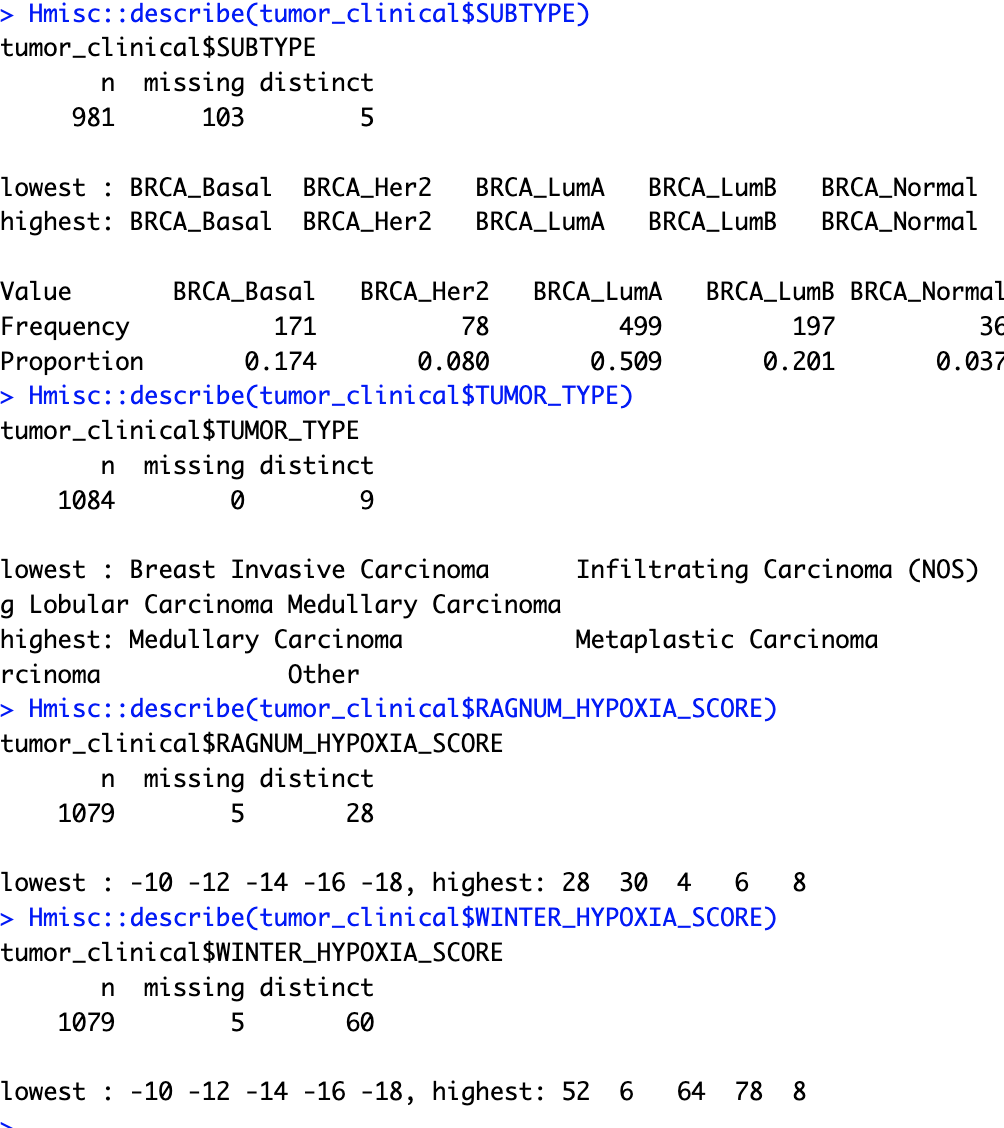 > Hmisc::describe(tumor_clinical$SUBTYPE)
tumor_clinical$SUBTYPE
n missing distinct
981 103 5
lowest : BRCA_Basal BRCA_Her2 BRCA_LumA BRCA_LumB BRCA_Normal
highest: BRCA_Basal BRCA_Her2 BRCA_LumA BRCA_LumB BRCA_Normal
Value BRCA_Basal BRCA_Her2 BRCA_LumA BRCA_LumB BRCA_Normal
Frequency 171 78 499 197 36
Proportion 0.174 0.080 0.509 0.201 0.037
> Hmisc::describe(tumor_clinical$TUMOR_TYPE)
tumor_clinical$TUMOR_TYPE
n missing distinct
1084 0 9
lowest : Breast Invasive Carcinoma Infiltrating Carcinoma (NOS)
g Lobular Carcinoma Medullary Carcinoma
highest: Medullary Carcinoma Metaplastic Carcinoma
rcinoma Other
> Hmisc::describe(tumor_clinical$RAGNUM_HYPOXIA_SCORE)
tumor_clinical$RAGNUM_HYPOXIA_SCORE
n missing distinct
1079 5 28
lowest : -10 -12 -14 -16 -18, highest: 28 30 4 6 8
> Hmisc::describe(tumor_clinical$WINTER_HYPOXIA_SCORE)
tumor_clinical$WINTER_HYPOXIA_SCORE
n missing distinct
1079 5 60
lowest : -10 -12 -14 -16 -18, highest: 52 6 64 78 8
>